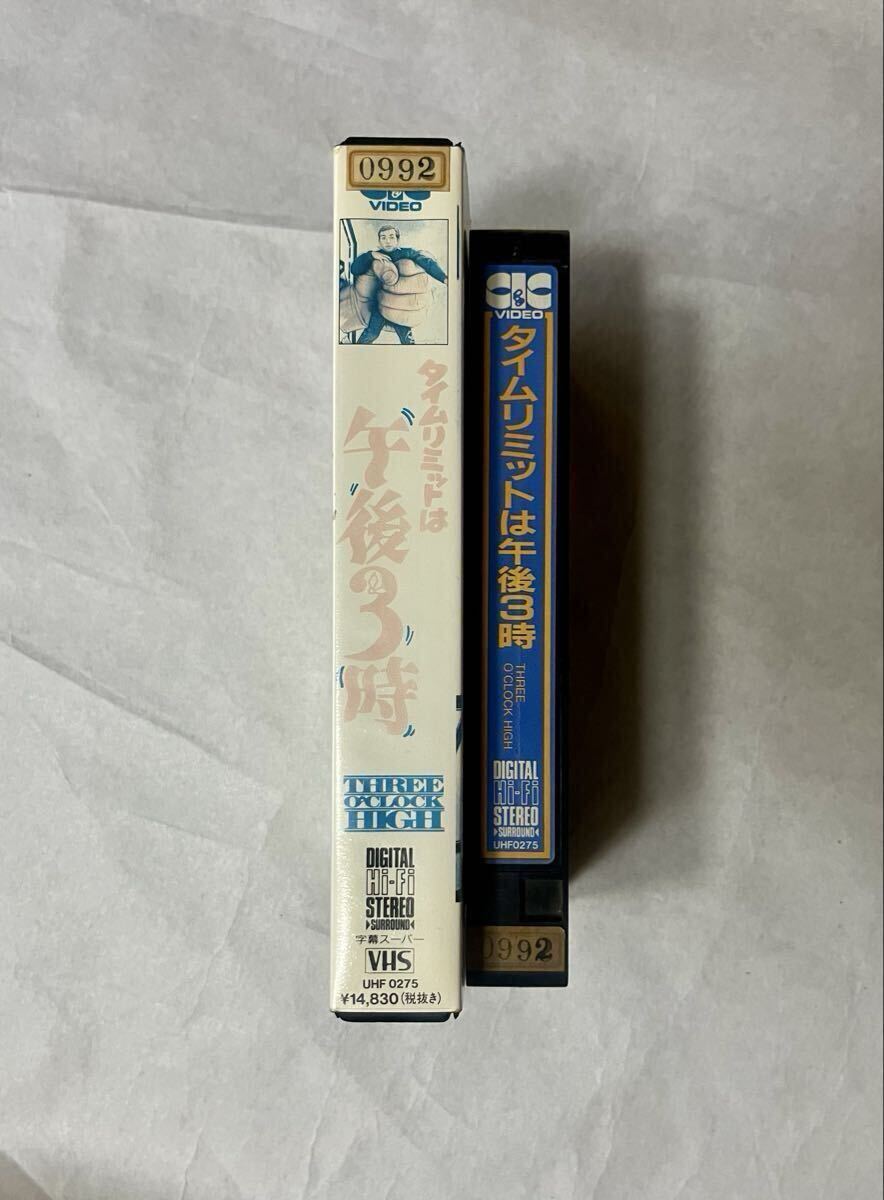 0992
CIC
VIDEO
タイムリミットは
午後3時
THREE
O'CLOCK
HIGH
DIGITAL
Hi-Fi
STEREO
▶SURROUND◀
字幕スーパー
VHS
UHF 0275
¥14,830(税抜き)
CIC
VIDEO
タイムリミットは午後3時
THREE
O'CLOCK HIGH
DIGITAL
Hi-Fi
STEREO
▶SURROUND◀
UHF0275
0992